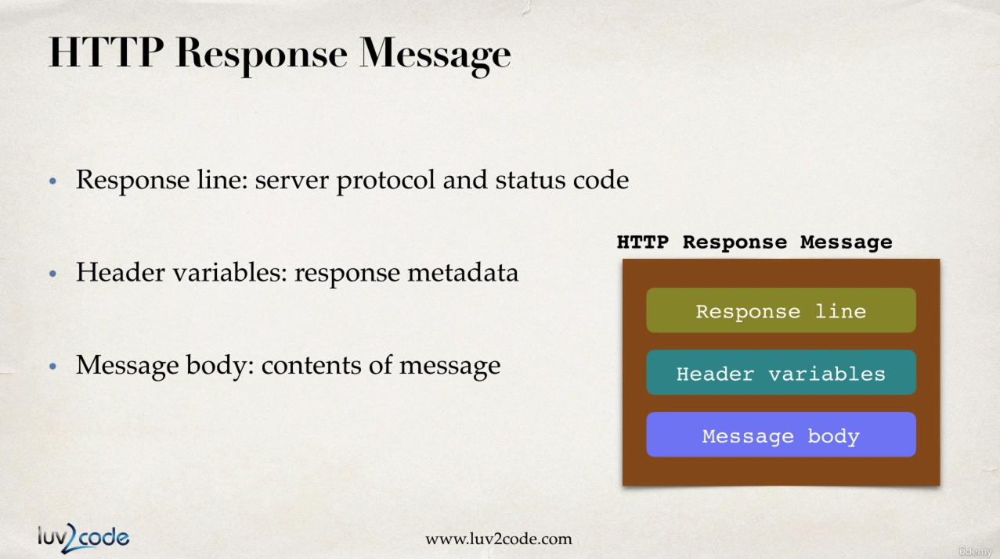 HTTP Response Message
• Response line: server protocol and status code
• Header variables: response metadata
• Message body: contents of message
HTTP Response Message
Response line
Header variables
Message body
luv2code
www.luv2code.com
ûdemy